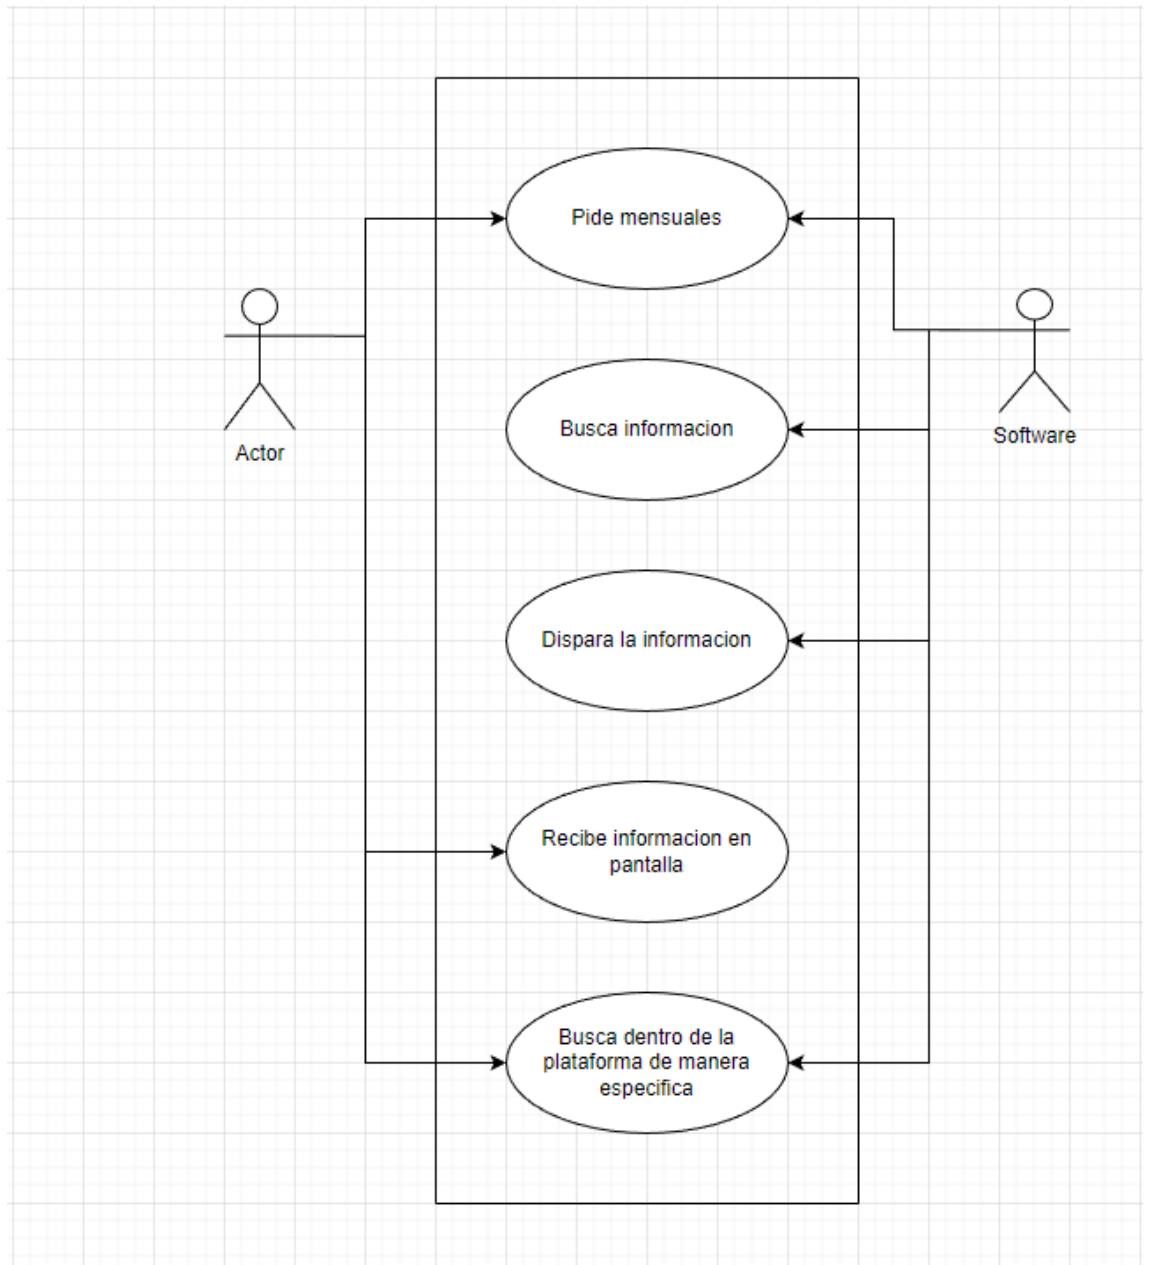 Pide mensuales
Busca informacion
Actor
Software
Dispara la informacion
Recibe informacion en
pantalla
Busca dentro de la
plataforma de manera
especifica